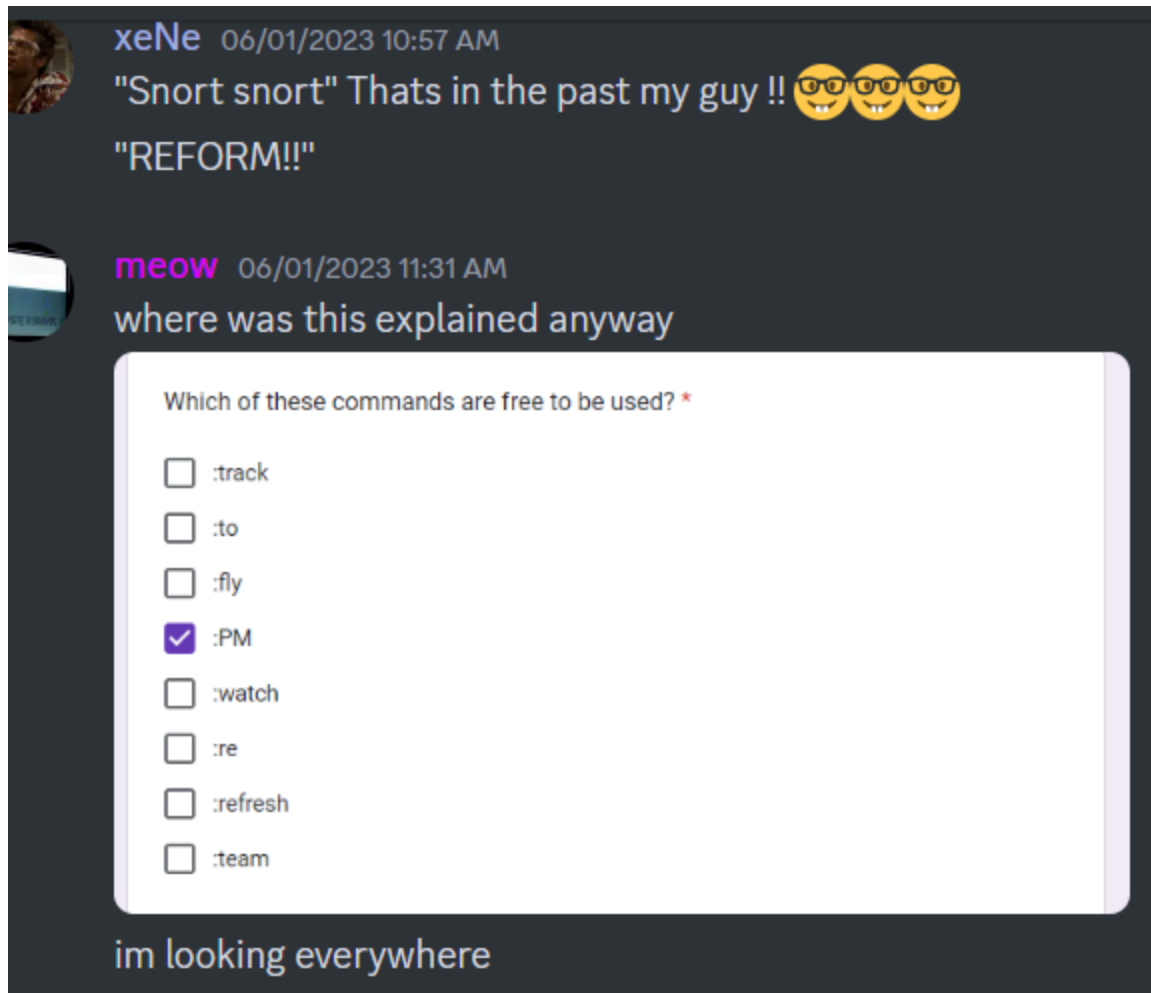 xeNe 06/01/2023 10:57 AM
"Snort snort" Thats in the past my guy !! 🤓🤓🤓
"REFORM!!"
meow 06/01/2023 11:31 AM
where was this explained anyway
Which of these commands are free to be used? *
:track
:to
:fly
:PM
:watch
:re
:refresh
:team
im looking everywhere